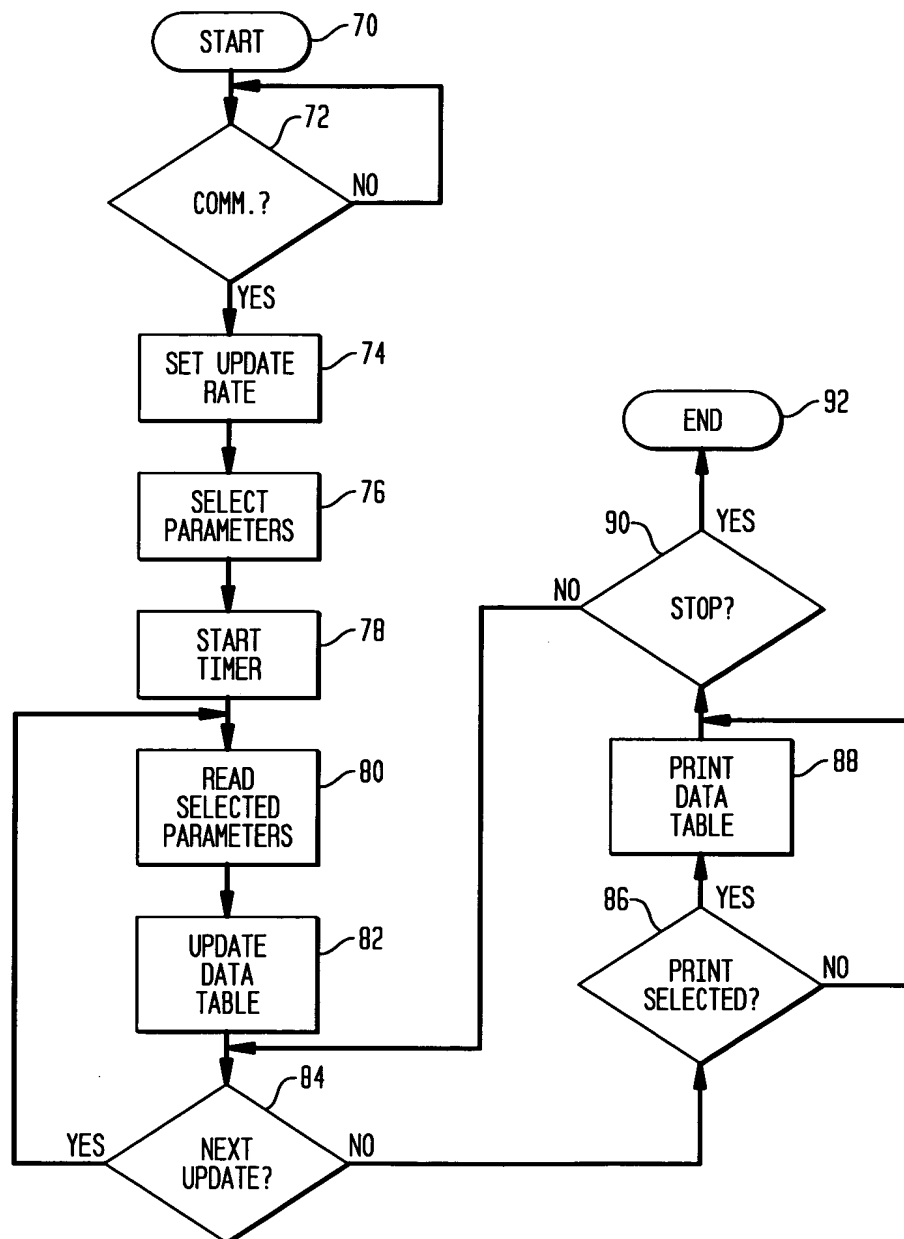 START
70
72
COMM.?
NO
YES
SET UPDATE
RATE
74
SELECT
PARAMETERS
76
START
TIMER
78
READ
SELECTED
PARAMETERS
80
UPDATE
DATA
TABLE
82
84
NEXT
UPDATE?
YES
NO
86
PRINT
SELECTED?
YES
NO
PRINT
DATA
TABLE
88
90
STOP?
NO
YES
END
92